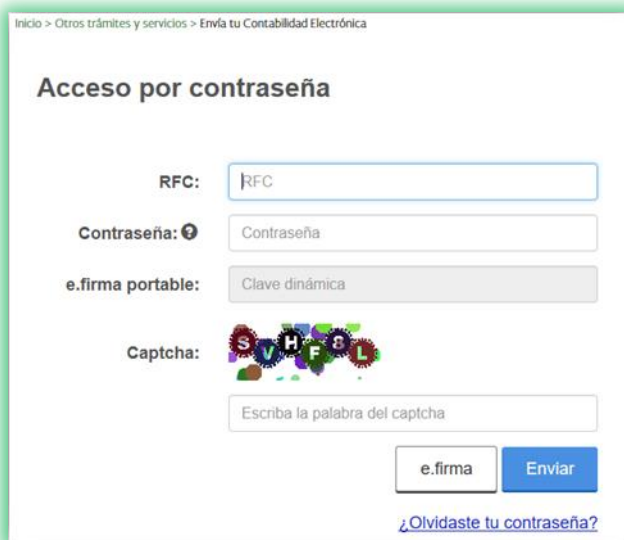 Inicio > Otros trámites y servicios > Envía tu Contabilidad Electrónica
Acceso por contraseña
RFC: RFC
Contraseña: Contraseña
e.firma portable: Clave dinámica
Captcha: SVHF8L
Escriba la palabra del captcha
e.firma Enviar
¿Olvidaste tu contraseña?